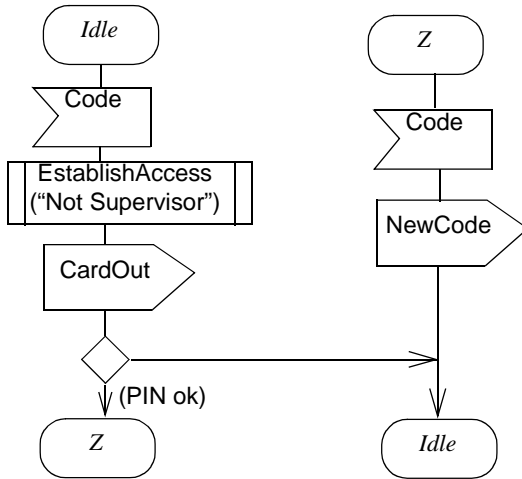 Idle
Code
EstablishAccess
(“Not Supervisor”)
CardOut
(PIN ok)
Z
Z
Code
NewCode
Idle